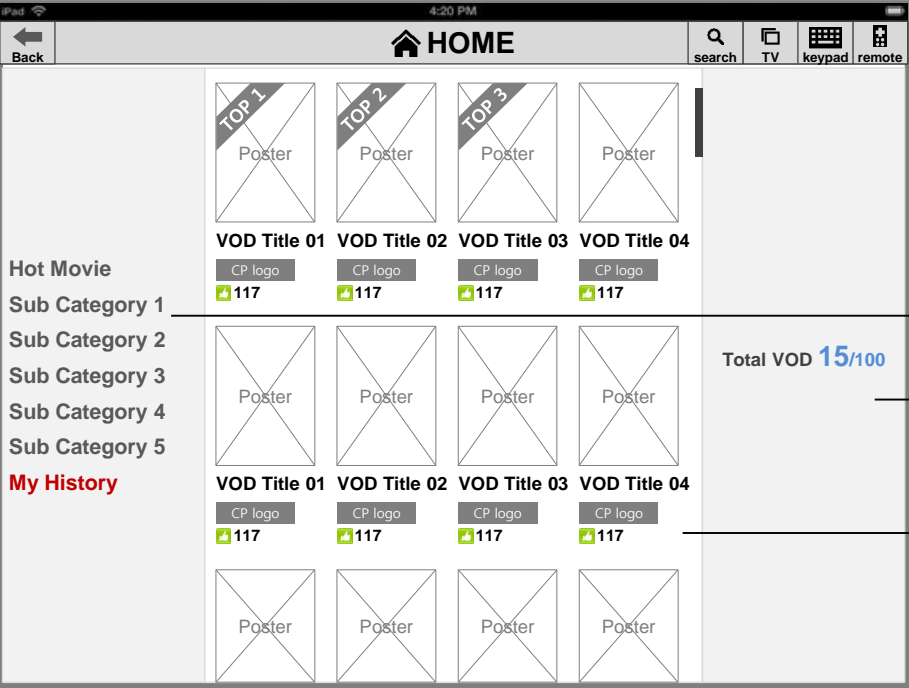 iPad 4:20 PM
Back HOME search TV keypad remote
TOP 1 TOP 2 TOP 3
Poster Poster Poster Poster
VOD Title 01 VOD Title 02 VOD Title 03 VOD Title 04
CP logo CP logo CP logo CP logo
117 117 117 117
Hot Movie
Sub Category 1
Sub Category 2
Sub Category 3
Sub Category 4
Sub Category 5
My History
Poster Poster Poster Poster
VOD Title 01 VOD Title 02 VOD Title 03 VOD Title 04
CP logo CP logo CP logo CP logo
117 117 117 117
Poster Poster Poster Poster
Total VOD 15/100